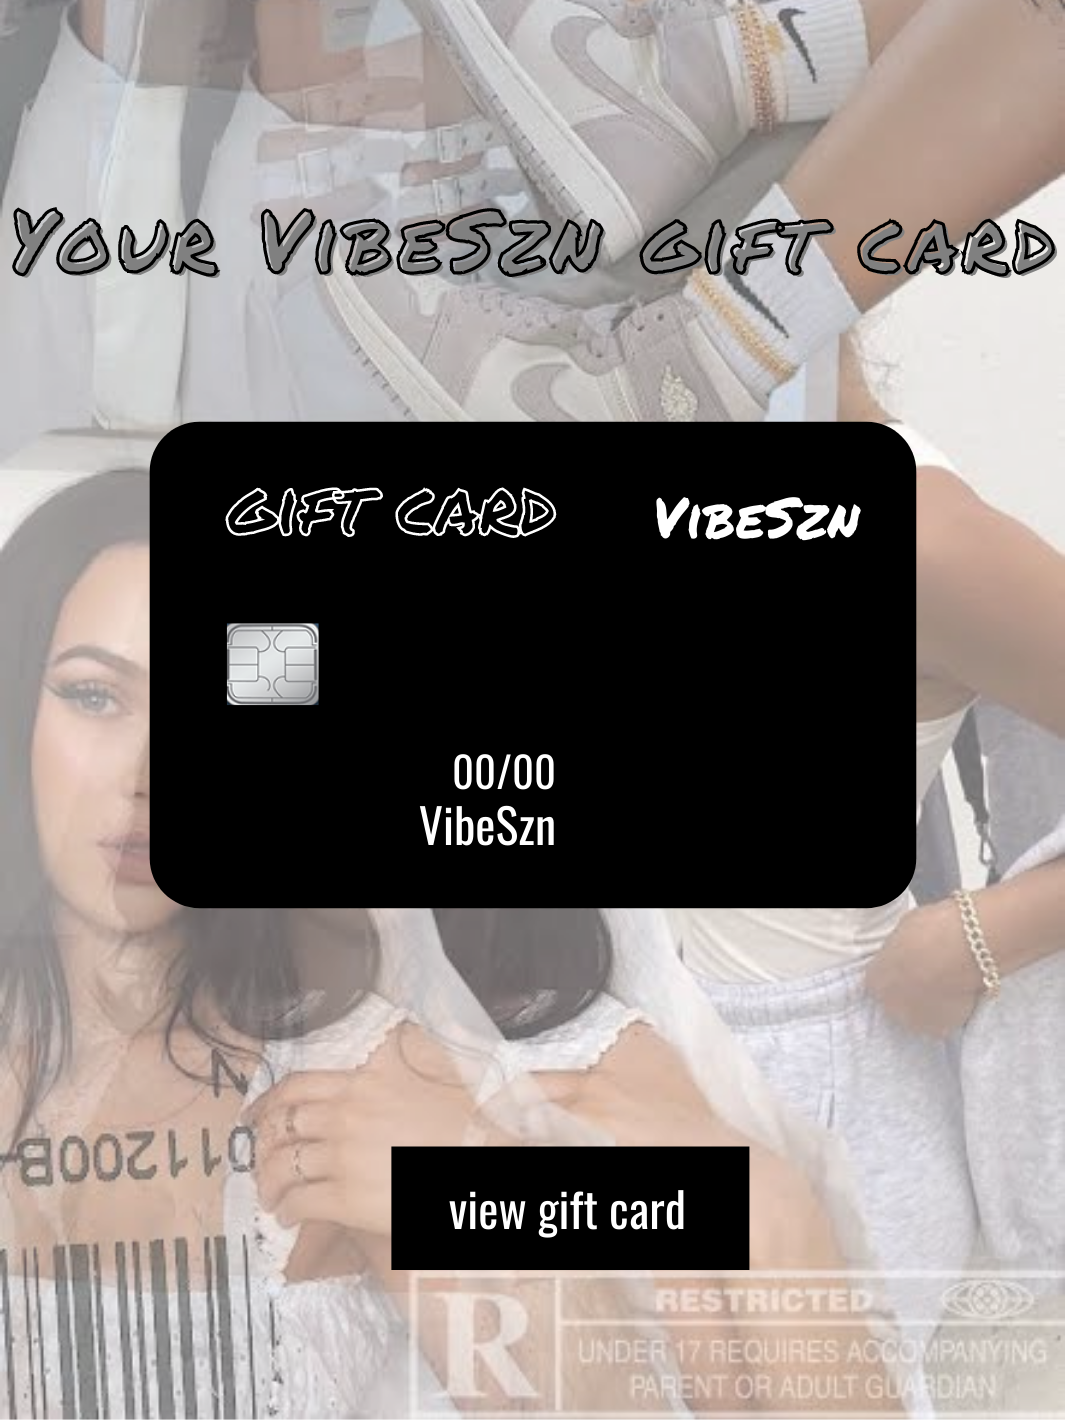 Your VibeSzn gift card
GIFT CARD
VibeSzn
00/00
VibeSzn
N
011200B
view gift card
R
RESTRICTED
UNDER 17 REQUIRES ACCOMPANYING
PARENT OR ADULT GUARDIAN